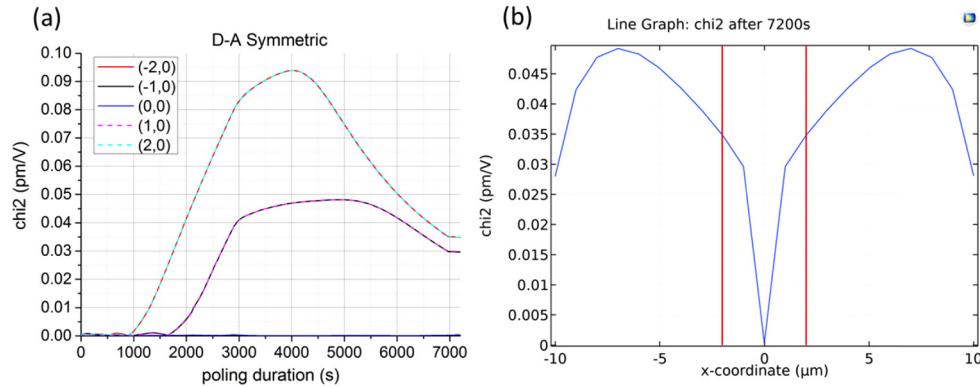 (a)
D-A Symmetric
chi2 (pm/V)
0.10
0.09
0.08
0.07
0.06
0.05
0.04
0.03
0.02
0.01
0.00
(-2,0)
(-1,0)
(0,0)
(1,0)
(2,0)
0 1000 2000 3000 4000 5000 6000 7000
poling duration (s)
(b)
Line Graph: chi2 after 7200s
chi2 (pm/V)
0.045
0.04
0.035
0.03
0.025
0.02
0.015
0.01
0.005
0
-10 -5 0 5 10
x-coordinate (µm)